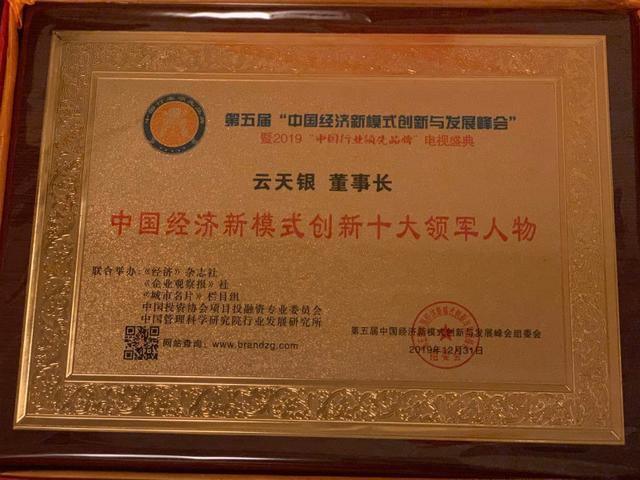 第五届“中国经济新模式创新与发展峰会”
暨2019“中国行业领先品牌”电视盛典
云天银 董事长
中国经济新模式创新十大领军人物
联合举办：《经济》杂志社
《企业观察报》社
《城市名片》栏目组
中国投资协会项目投融资专业委员会
中国管理科学研究院行业发展研究所
网站查询：www.brandzg.com
第五届中国经济新模式创新与发展峰会组委会
2019年12月31日